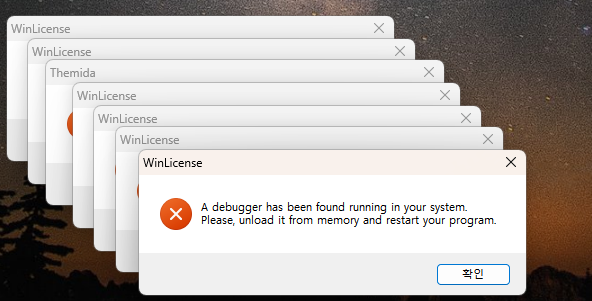 WinLicense
WinLicense
Themida
WinLicense
WinLicense
WinLicense
WinLicense
A debugger has been found running in your system.
Please, unload it from memory and restart your program.
확인